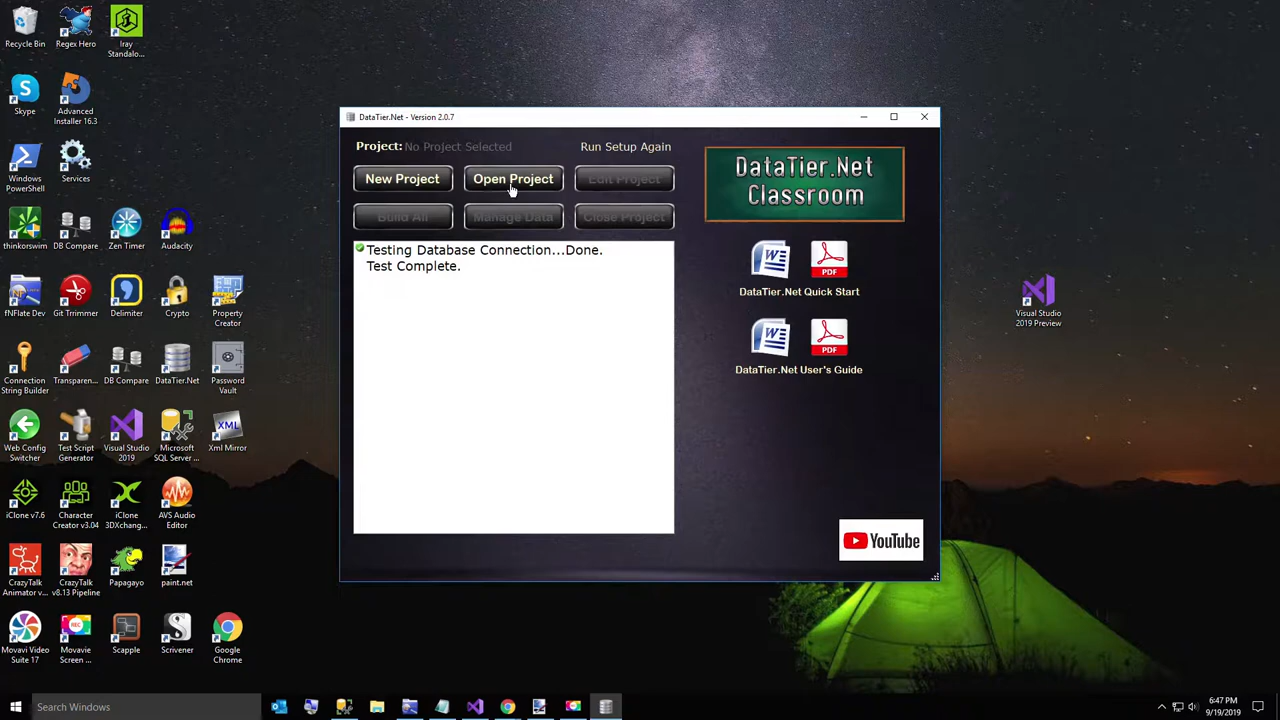 Recycle Bin
Regex Hero
Iray
Standalo...
Skype
Advanced
Installer 16.3
Windows
PowerShell
Services
thinkorswim
DB Compare
Zen Timer
Audacity
fNFlate Dev
Git Trimmer
Delimiter
Crypto
Property
Creator
Connection
String Builder
Transparen...
DB Compare
DataTier.Net
Password
Vault
Web Config
Switcher
Test Script
Generator
Visual Studio
2019
Microsoft
SQL Server ...
XML
Xml Mirror
iClone v7.6
Character
Creator v3.04
iClone
3DXchang...
AVS Audio
Editor
CrazyTalk
Animator v...
CrazyTalk
v8.13 Pipeline
Papagayo
paint.net
Movavi Video
Suite 17
REC
Movavie
Screen ...
Scapple
Scrivener
Google
Chrome
DataTier.Net - Version 2.0.7
Project: No Project Selected
Run Setup Again
New Project
Open Project
Edit Project
Build All
Manage Data
Close Project
Testing Database Connection...Done.
Test Complete.
DataTier.Net
Classroom
PDF
DataTier.Net Quick Start
PDF
DataTier.Net User's Guide
YouTube
Visual Studio
2019 Preview
Search Windows
6:47 PM
9/19/2019